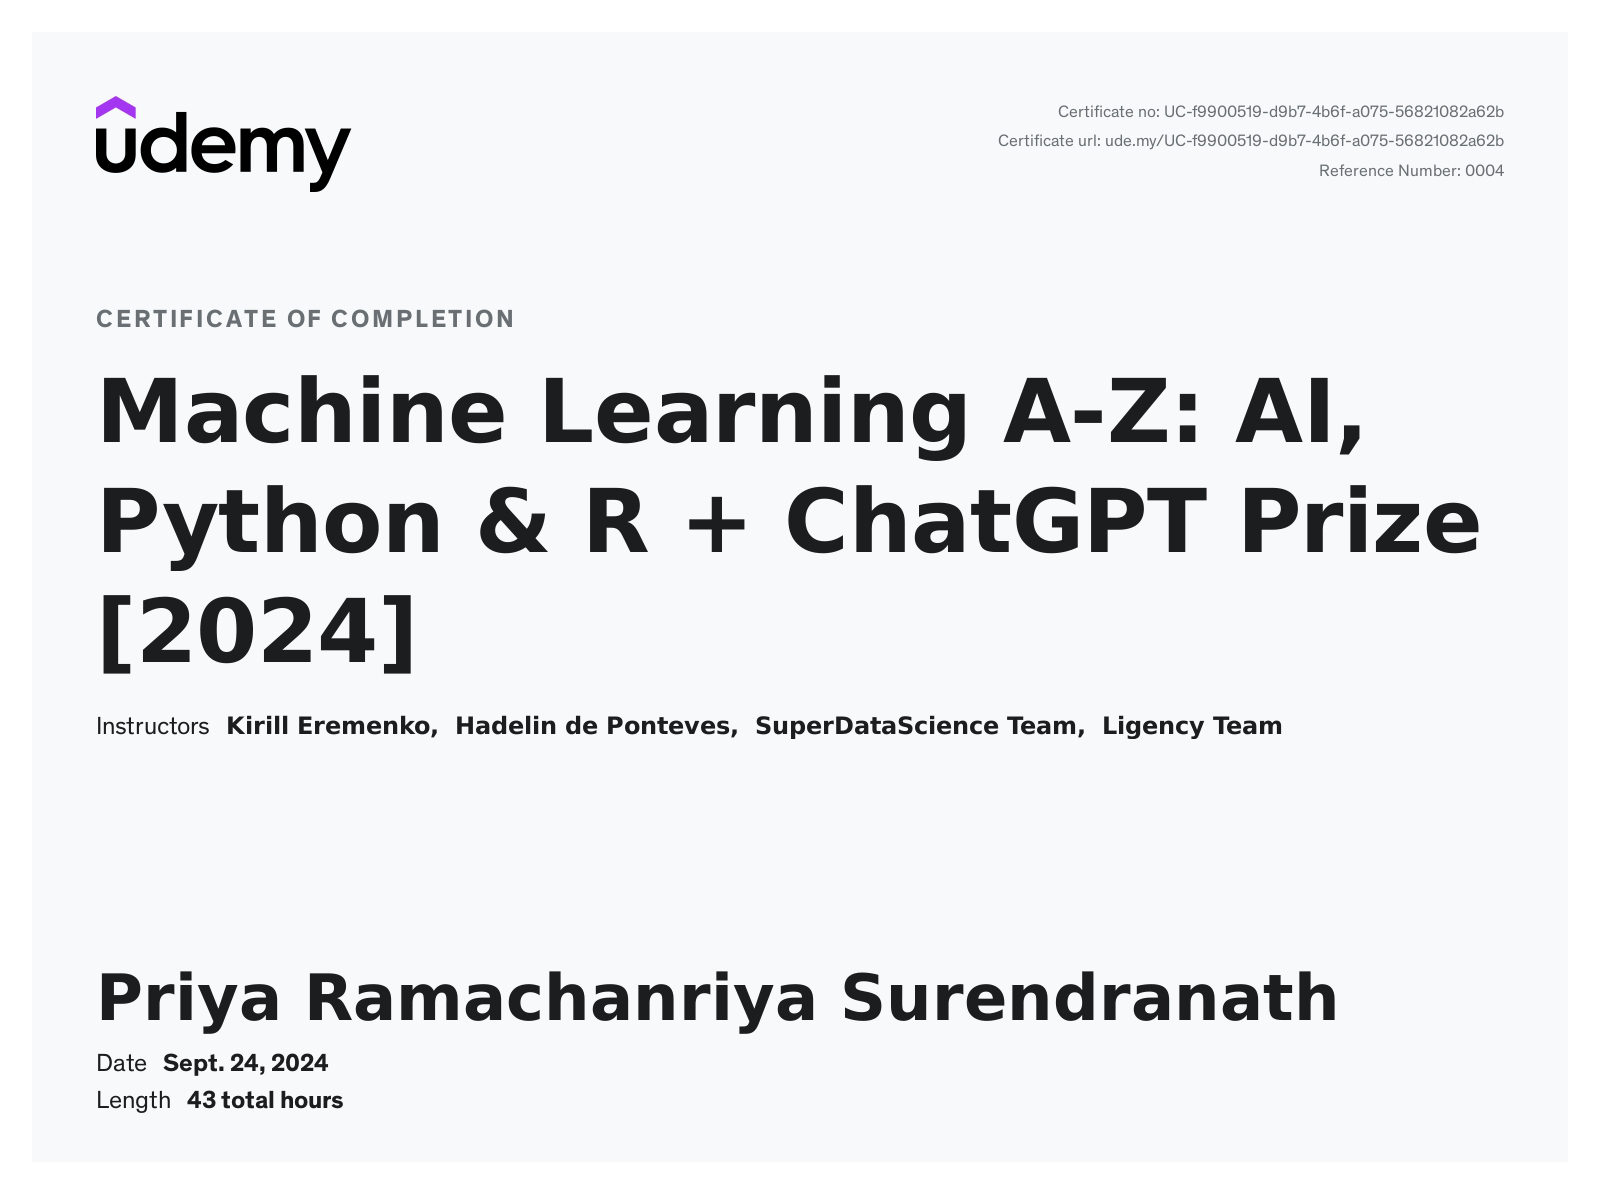 udemy
Certificate no: UC-f9900519-d9b7-4b6f-a075-56821082a62b
Certificate url: ude.my/UC-f9900519-d9b7-4b6f-a075-56821082a62b
Reference Number: 0004
CERTIFICATE OF COMPLETION
Machine Learning A-Z: AI,
Python & R + ChatGPT Prize
[2024]
Instructors Kirill Eremenko, Hadelin de Ponteves, SuperDataScience Team, Ligency Team
Priya Ramachanriya Surendranath
Date Sept. 24, 2024
Length 43 total hours